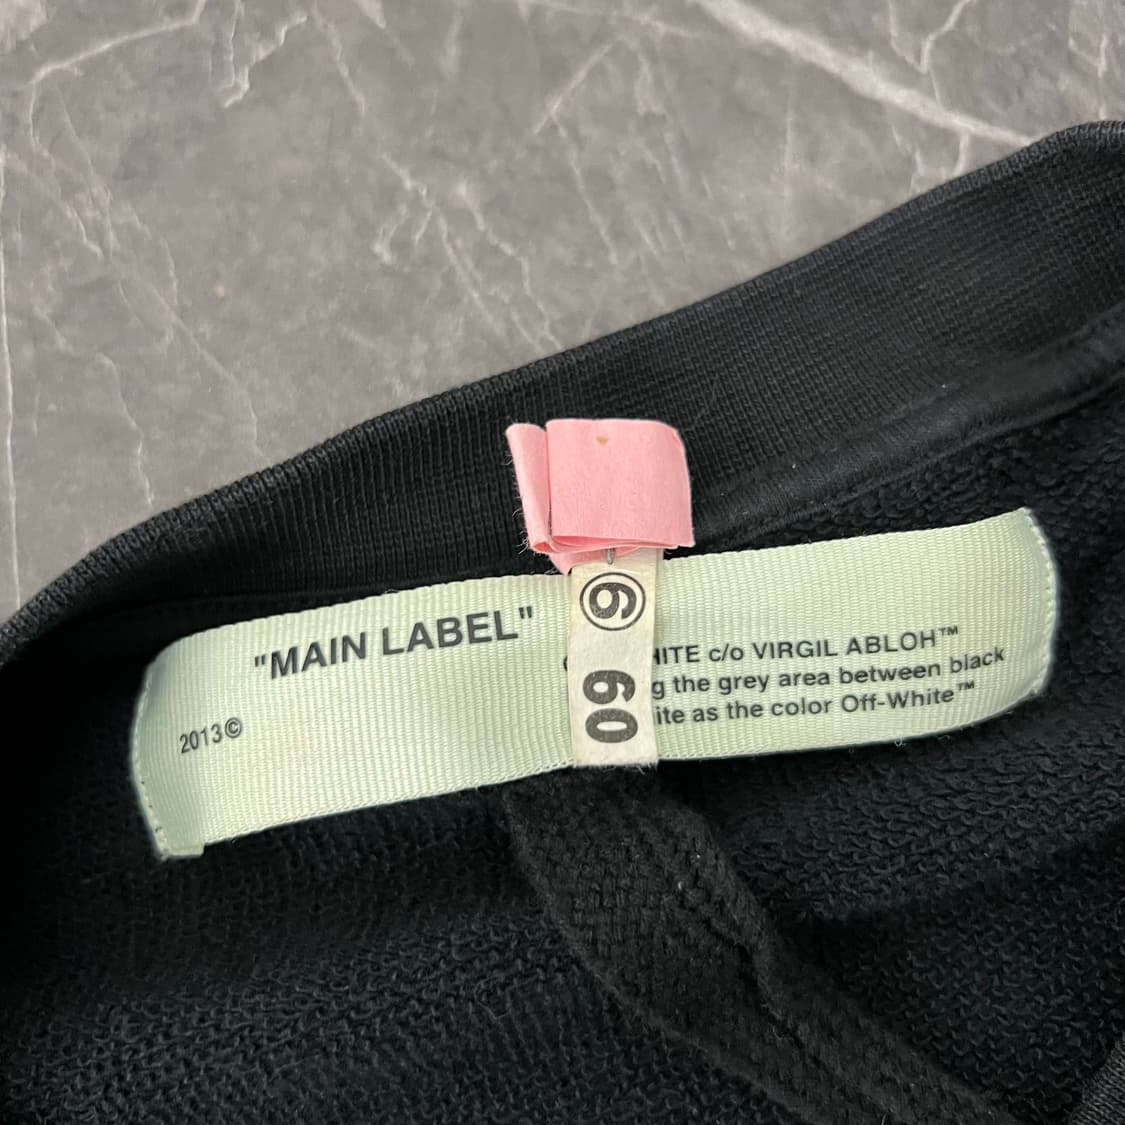 "MAIN LABEL"
2013©
HITE c/o VIRGIL ABLOH™
g the grey area between black
ite as the color Off-White™
6
60